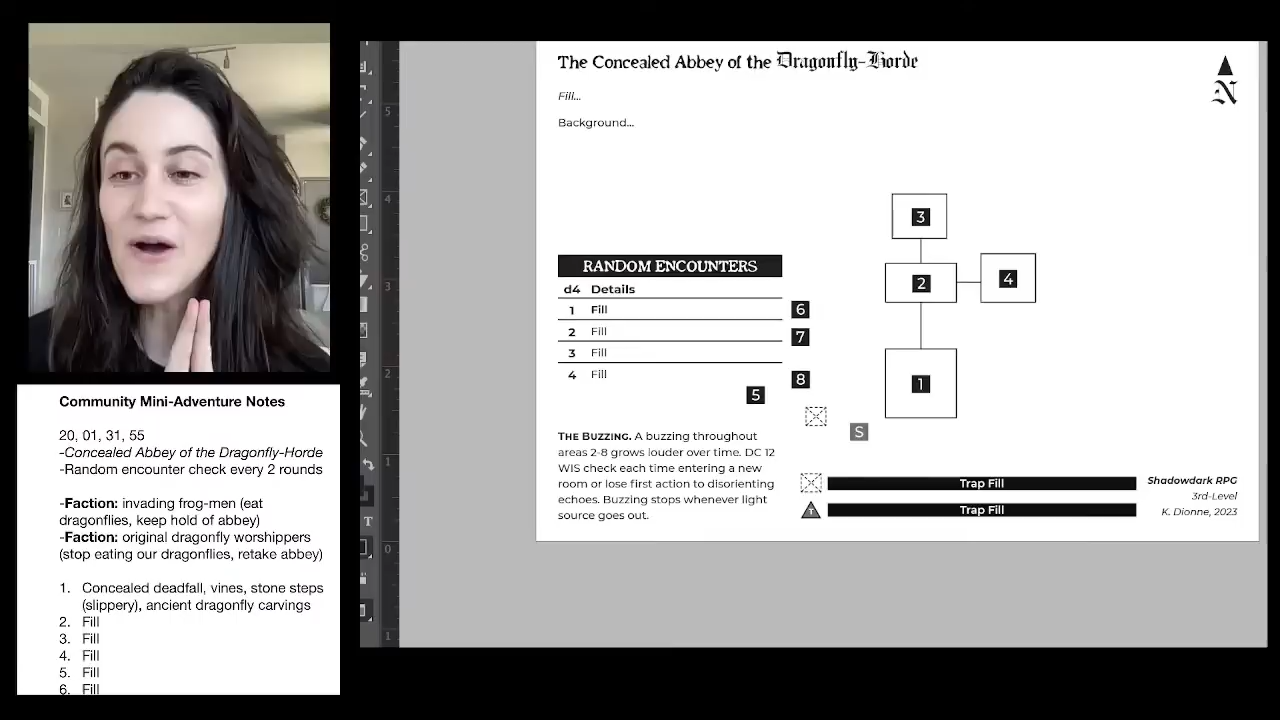 The Concealed Abbey of the Dragonfly-Horde
Fill...
Background...
N
3
2
4
1
RANDOM ENCOUNTERS
d4 Details
1 Fill
2 Fill
3 Fill
4 Fill
6
7
8
5
S
THE BUZZING. A buzzing throughout
areas 2-8 grows louder over time. DC 12
WIS check each time entering a new
room or lose first action to disorienting
echoes. Buzzing stops whenever light
source goes out.
Trap Fill
T Trap Fill
Shadowdark RPG
3rd-Level
K. Dionne, 2023
5
4
3
2
1
0
1
T
Community Mini-Adventure Notes
20, 01, 31, 55
-Concealed Abbey of the Dragonfly-Horde
-Random encounter check every 2 rounds
-Faction: invading frog-men (eat
dragonflies, keep hold of abbey)
-Faction: original dragonfly worshippers
(stop eating our dragonflies, retake abbey)
1. Concealed deadfall, vines, stone steps
(slippery), ancient dragonfly carvings
2. Fill
3. Fill
4. Fill
5. Fill
6. Fill